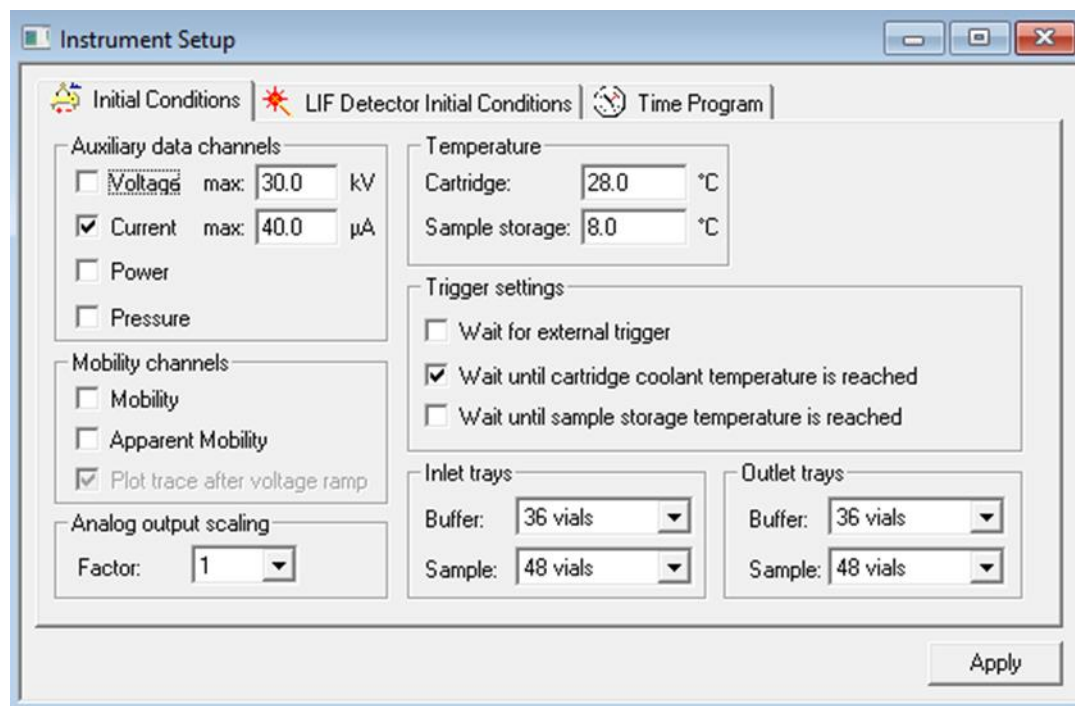 Instrument Setup
Initial Conditions
LIF Detector Initial Conditions
Time Program
Auxiliary data channels
Voltage max: 30.0 kV
Current max: 40.0 µA
Power
Pressure
Mobility channels
Mobility
Apparent Mobility
Plot trace after voltage ramp
Analog output scaling
Factor: 1
Temperature
Cartridge: 28.0 °C
Sample storage: 8.0 °C
Trigger settings
Wait for external trigger
Wait until cartridge coolant temperature is reached
Wait until sample storage temperature is reached
Inlet trays
Buffer: 36 vials
Sample: 48 vials
Outlet trays
Buffer: 36 vials
Sample: 48 vials
Apply